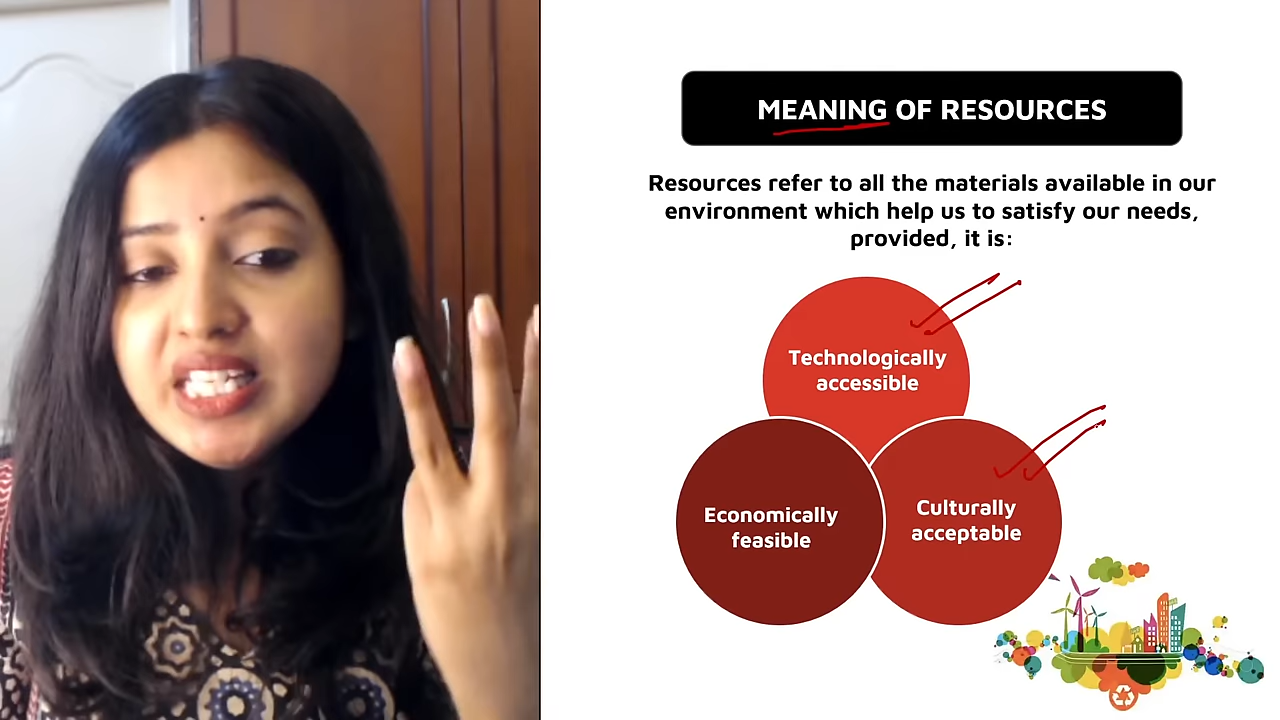 MEANING OF RESOURCES
Resources refer to all the materials available in our
environment which help us to satisfy our needs,
provided, it is:
Technologically
accessible
Economically
feasible
Culturally
acceptable